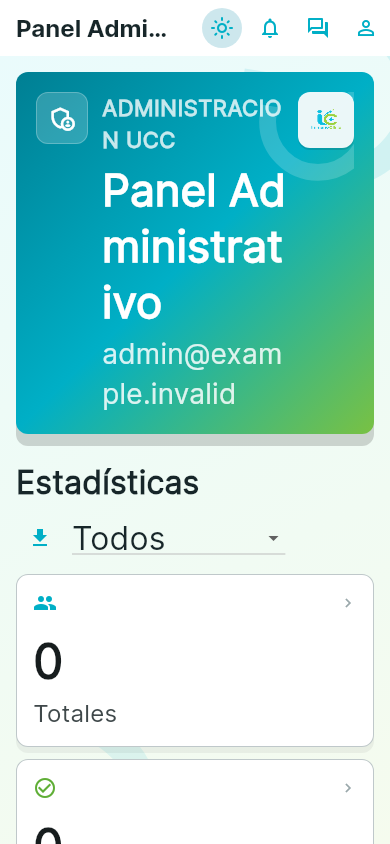 Panel Admi...
ADMINISTRACIO
N UCC
Panel Ad
ministrat
ivo
admin@exam
ple.invalid
Estadísticas
Todos
0
Totales
0